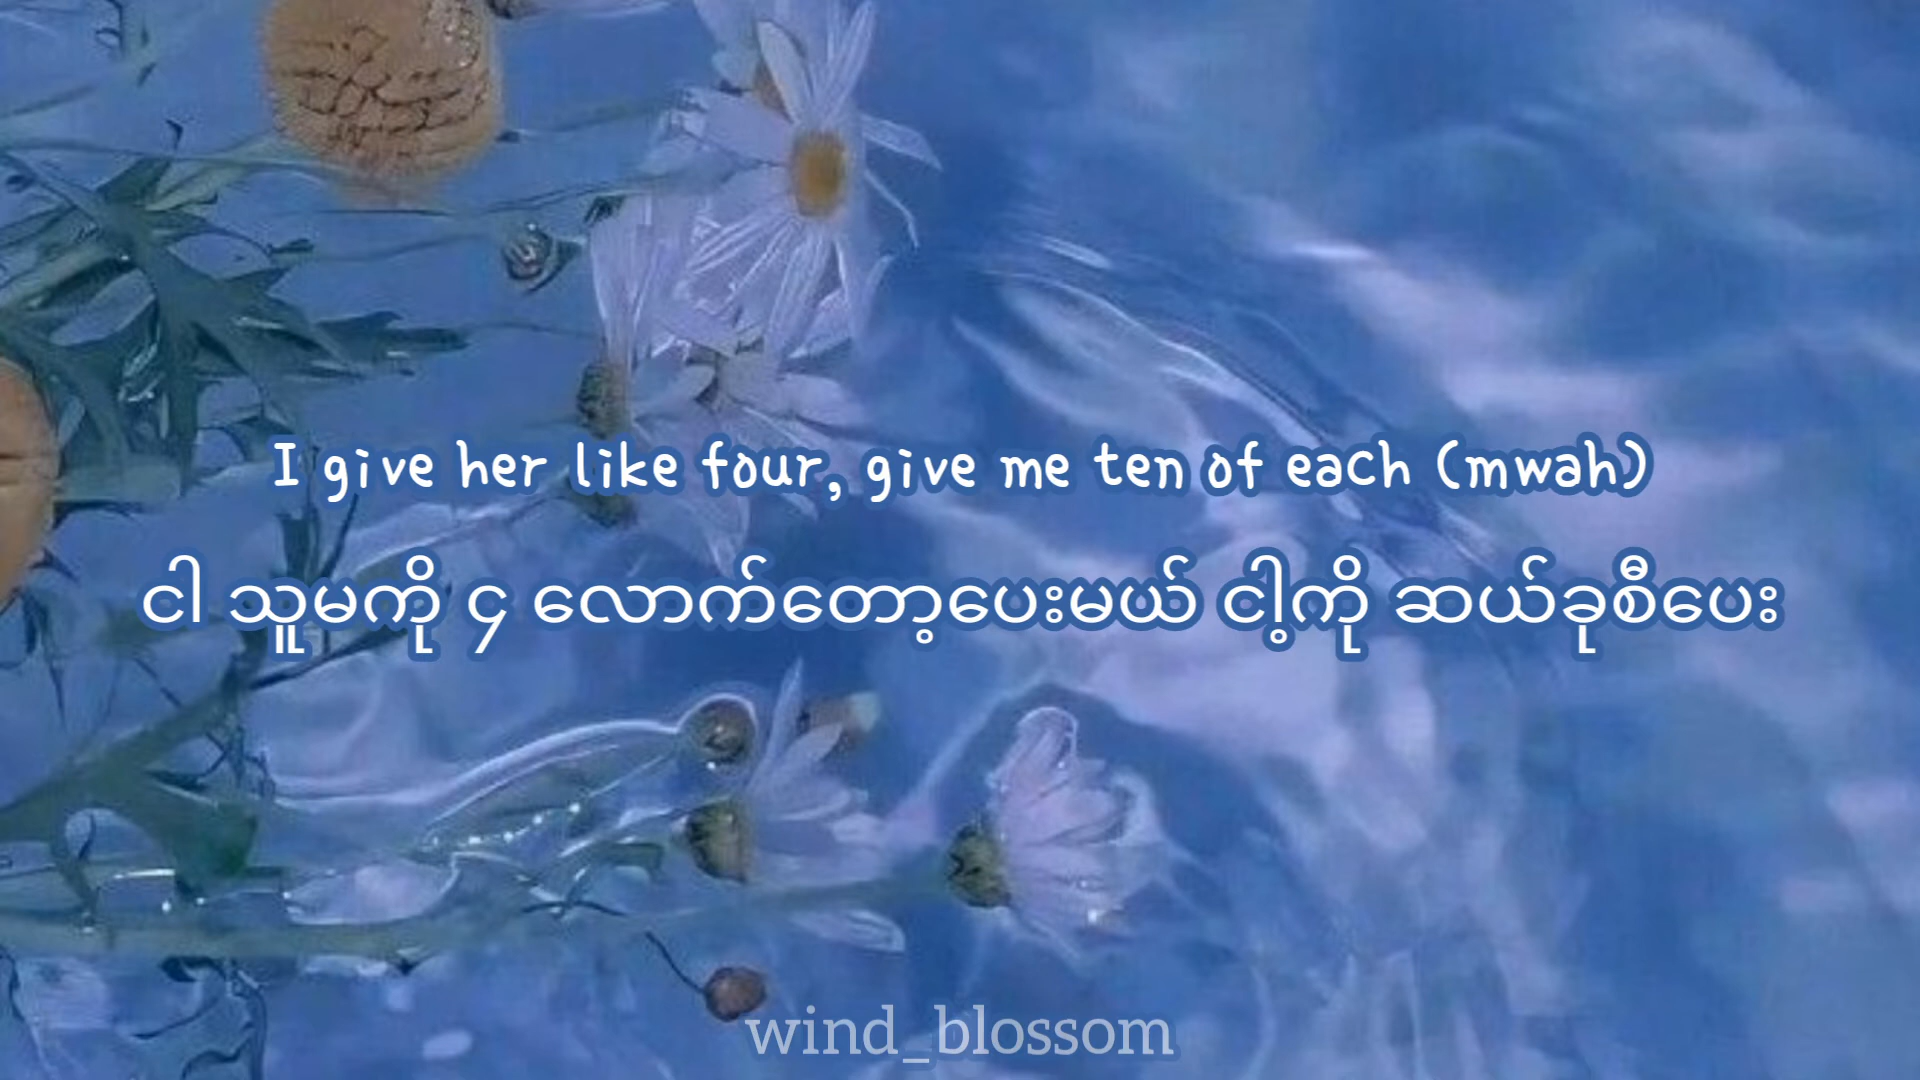 I give her like four, give me ten of each (mwah)
ငါ သူမကို ၄ လောက်တော့ပေးမယ် ငါ့ကို ဆယ်ခုစီပေး
wind_blossom